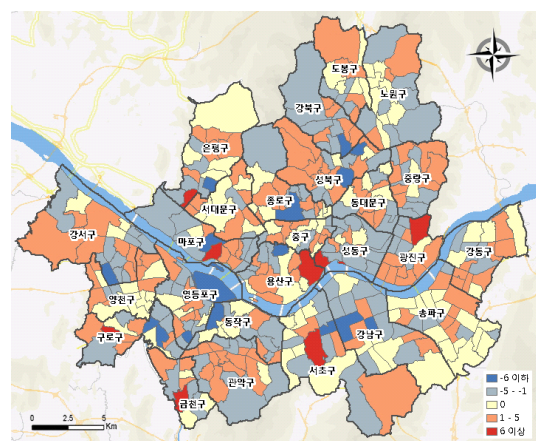 도봉구
노원구
강북구
은평구
성북구
중랑구
종로구
서대문구
동대문구
강서구
마포구
중구
성동구
광진구
강동구
용산구
양천구
영등포구
송파구
동작구
구로구
강남구
서초구
관악구
금천구
-6 이하
-5 - -1
0
1 - 5
6 이상
0 2.5 5
Km